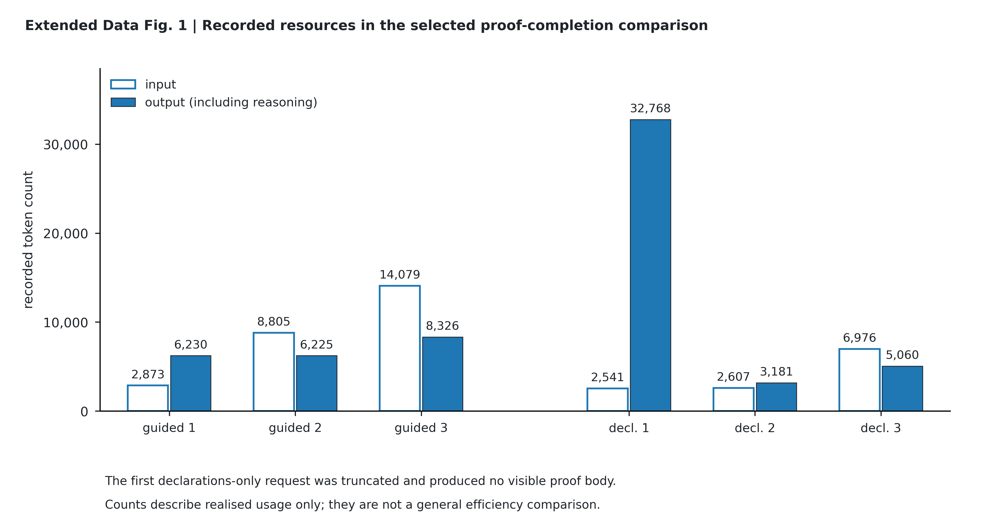 Extended Data Fig. 1 | Recorded resources in the selected proof-completion comparison
input
output (including reasoning)
recorded token count
30,000
20,000
10,000
0
2,873
6,230
8,805
6,225
14,079
8,326
2,541
32,768
2,607
3,181
6,976
5,060
guided 1
guided 2
guided 3
decl. 1
decl. 2
decl. 3
The first declarations-only request was truncated and produced no visible proof body.
Counts describe realised usage only; they are not a general efficiency comparison.